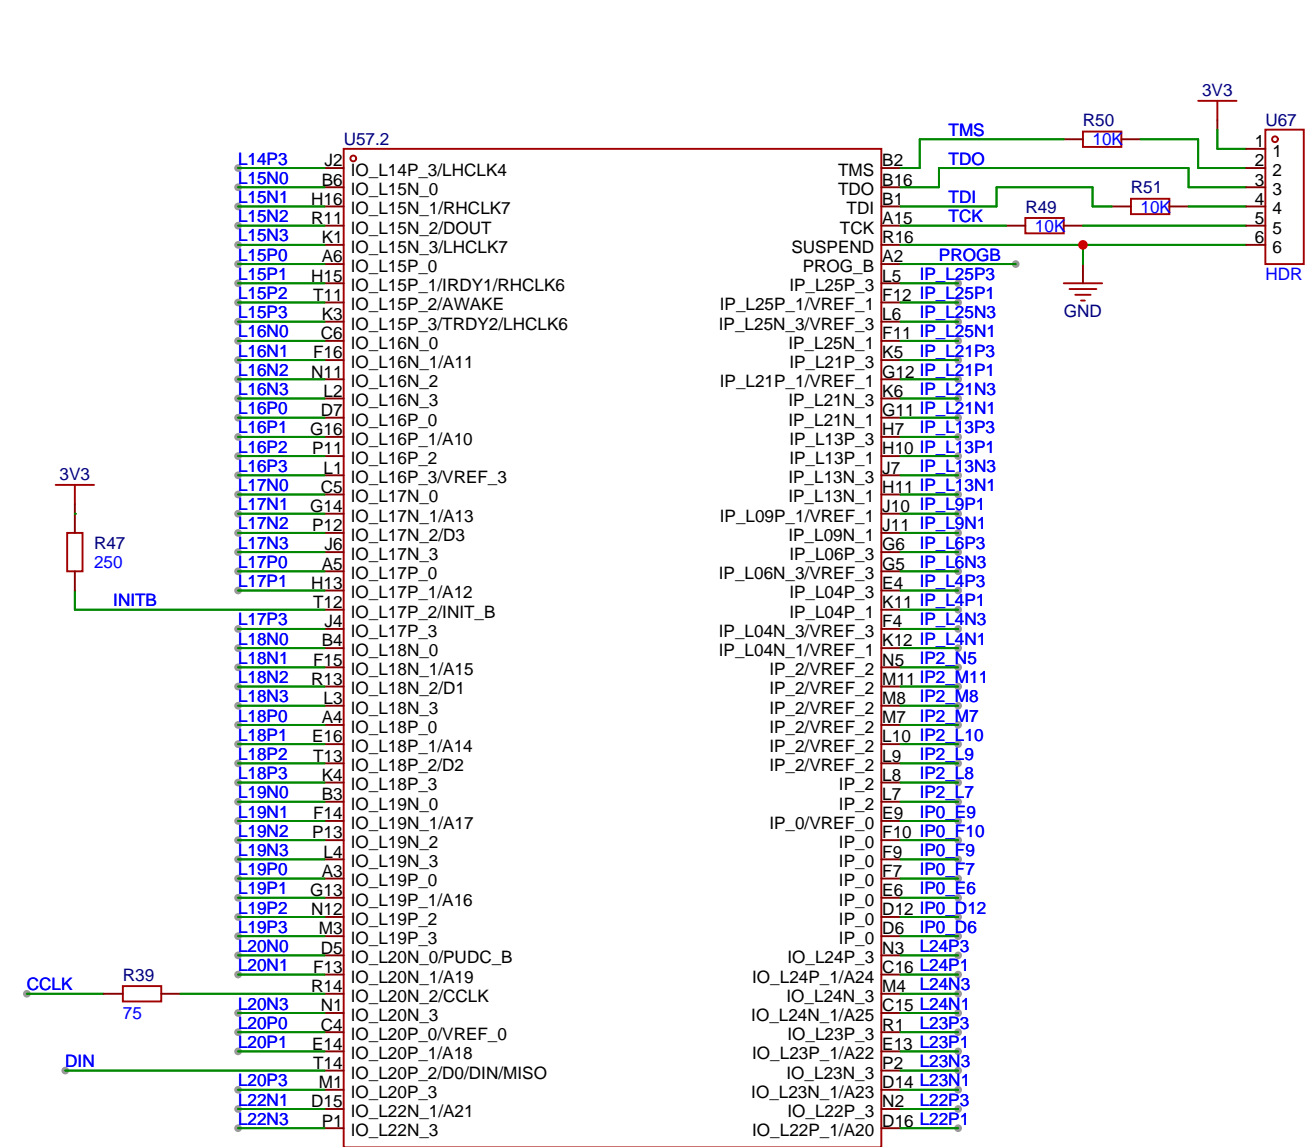 U57.2
L14P3 J2 IO_L14P_3/LHCLK4
L15N0 B6 IO_L15N_0
L15N1 H16 IO_L15N_1/RHCLK7
L15N2 R11 IO_L15N_2/DOUT
L15N3 K1 IO_L15N_3/LHCLK7
L15P0 A6 IO_L15P_0
L15P1 H15 IO_L15P_1/IRDY1/RHCLK6
L15P2 T11 IO_L15P_2/AWAKE
L15P3 K3 IO_L15P_3/TRDY2/LHCLK6
L16N0 C6 IO_L16N_0
L16N1 F16 IO_L16N_1/A11
L16N2 N11 IO_L16N_2
L16N3 L2 IO_L16N_3
L16P0 D7 IO_L16P_0
L16P1 G16 IO_L16P_1/A10
L16P2 P11 IO_L16P_2
L16P3 L1 IO_L16P_3/VREF_3
L17N0 C5 IO_L17N_0
L17N1 G14 IO_L17N_1/A13
L17N2 P12 IO_L17N_2/D3
L17N3 J6 IO_L17N_3
L17P0 A5 IO_L17P_0
L17P1 H13 IO_L17P_1/A12
3V3
R47
250
INITB T12 IO_L17P_2/INIT_B
L17P3 J4 IO_L17P_3
L18N0 B4 IO_L18N_0
L18N1 F15 IO_L18N_1/A15
L18N2 R13 IO_L18N_2/D1
L18N3 L3 IO_L18N_3
L18P0 A4 IO_L18P_0
L18P1 E16 IO_L18P_1/A14
L18P2 T13 IO_L18P_2/D2
L18P3 K4 IO_L18P_3
L19N0 B3 IO_L19N_0
L19N1 F14 IO_L19N_1/A17
L19N2 P13 IO_L19N_2
L19N3 L4 IO_L19N_3
L19P0 A3 IO_L19P_0
L19P1 G13 IO_L19P_1/A16
L19P2 N12 IO_L19P_2
L19P3 M3 IO_L19P_3
L20N0 D5 IO_L20N_0/PUDC_B
L20N1 F13 IO_L20N_1/A19
CCLK R39 R14 IO_L20N_2/CCLK
75
L20N3 N1 IO_L20N_3
L20P0 C4 IO_L20P_0/VREF_0
L20P1 E14 IO_L20P_1/A18
DIN T14 IO_L20P_2/D0/DIN/MISO
L20P3 M1 IO_L20P_3
L22N1 D15 IO_L22N_1/A21
L22N3 P1 IO_L22N_3
TMS B2 TMS
TDO B16 TDO
TDI B1 TDI
TCK A15 TCK
SUSPEND R16
PROG_B A2 PROGB
IP_L25P_3 L5 IP_L25P3
IP_L25P_1/VREF_1 F12 IP_L25P1
IP_L25N_3/VREF_3 L6 IP_L25N3
IP_L25N_1 F11 IP_L25N1
IP_L21P_3 K5 IP_L21P3
IP_L21P_1/VREF_1 G12 IP_L21P1
IP_L21N_3 K6 IP_L21N3
IP_L21N_1 G11 IP_L21N1
IP_L13P_3 H7 IP_L13P3
IP_L13P_1 H10 IP_L13P1
IP_L13N_3 J7 IP_L13N3
IP_L13N_1 H11 IP_L13N1
IP_L09P_1/VREF_1 J10 IP_L9P1
IP_L09N_1 J11 IP_L9N1
IP_L06P_3 G6 IP_L6P3
IP_L06N_3/VREF_3 G5 IP_L6N3
IP_L04P_3 E4 IP_L4P3
IP_L04P_1 K11 IP_L4P1
IP_L04N_3/VREF_3 F4 IP_L4N3
IP_L04N_1/VREF_1 K12 IP_L4N1
IP_2/VREF_2 N5 IP2_N5
IP_2/VREF_2 M11 IP2_M11
IP_2/VREF_2 M8 IP2_M8
IP_2/VREF_2 M7 IP2_M7
IP_2/VREF_2 L10 IP2_L10
IP_2/VREF_2 L9 IP2_L9
IP_2 L8 IP2_L8
IP_2 L7 IP2_L7
IP_0/VREF_0 E9 IP0_E9
IP_0 F10 IP0_F10
IP_0 F9 IP0_F9
IP_0 F7 IP0_F7
IP_0 E6 IP0_E6
IP_0 D12 IP0_D12
IP_0 D6 IP0_D6
IO_L24P_3 N3 L24P3
IO_L24P_1/A24 C16 L24P1
IO_L24N_3 M4 L24N3
IO_L24N_1/A25 C15 L24N1
IO_L23P_3 R1 L23P3
IO_L23P_1/A22 E13 L23P1
IO_L23N_3 P2 L23N3
IO_L23N_1/A23 D14 L23N1
IO_L22P_3 N2 L22P3
IO_L22P_1/A20 D16 L22P1
3V3
R50
10K
R51
10K
R49
10K
GND
U67
1 1
2 2
3 3
4 4
5 5
6 6
HDR